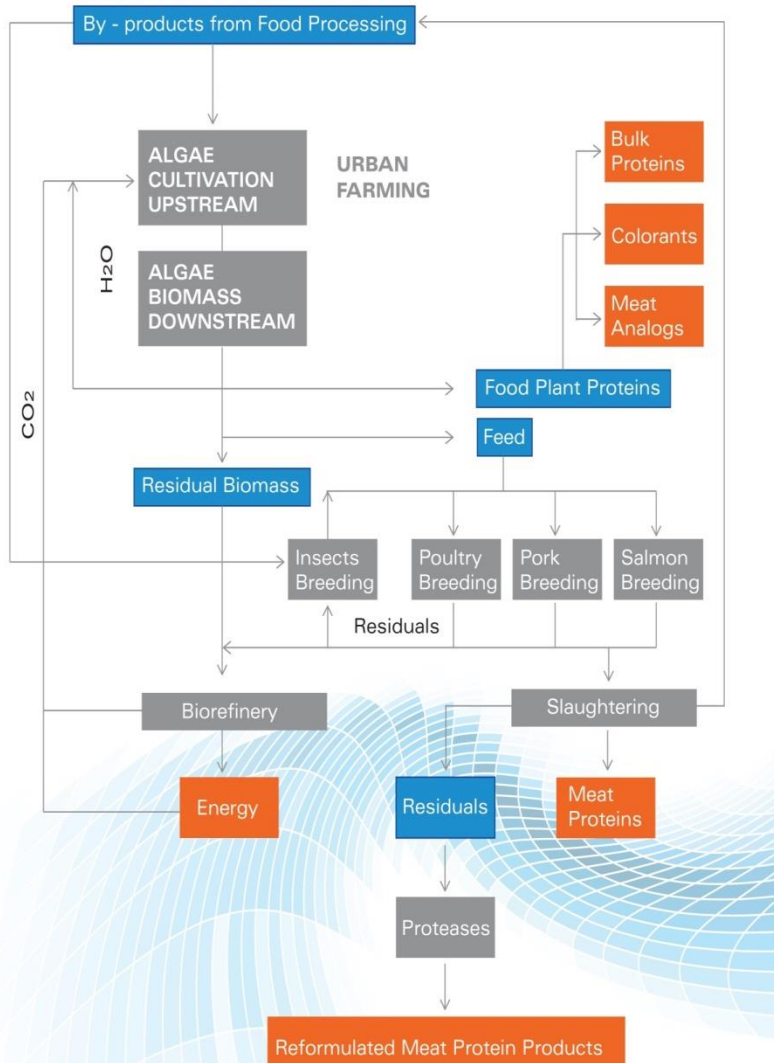 By - products from Food Processing
ALGAE
CULTIVATION
UPSTREAM
URBAN
FARMING
Bulk
Proteins
Colorants
Meat
Analogs
H2O
ALGAE
BIOMASS
DOWNSTREAM
CO2
Food Plant Proteins
Feed
Residual Biomass
Insects
Breeding
Poultry
Breeding
Pork
Breeding
Salmon
Breeding
Residuals
Biorefinery
Slaughtering
Energy
Residuals
Meat
Proteins
Proteases
Reformulated Meat Protein Products